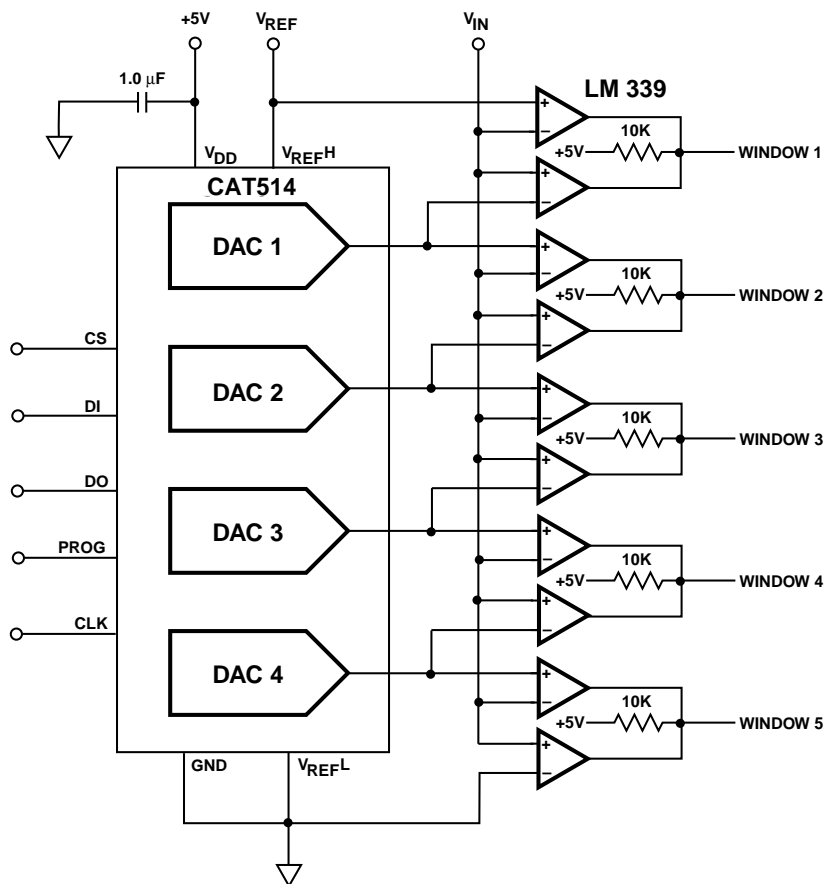 +5V
VREF
VIN
1.0 µF
LM 339
+
–
10K
+5V
WINDOW 1
VDD
VREFH
CAT514
+
–
DAC 1
+
–
10K
+5V
WINDOW 2
+
–
CS
DAC 2
+
–
10K
+5V
WINDOW 3
DI
+
–
DO
DAC 3
+
–
PROG
10K
+5V
WINDOW 4
+
–
CLK
DAC 4
+
–
10K
+5V
WINDOW 5
+
–
GND
VREFL